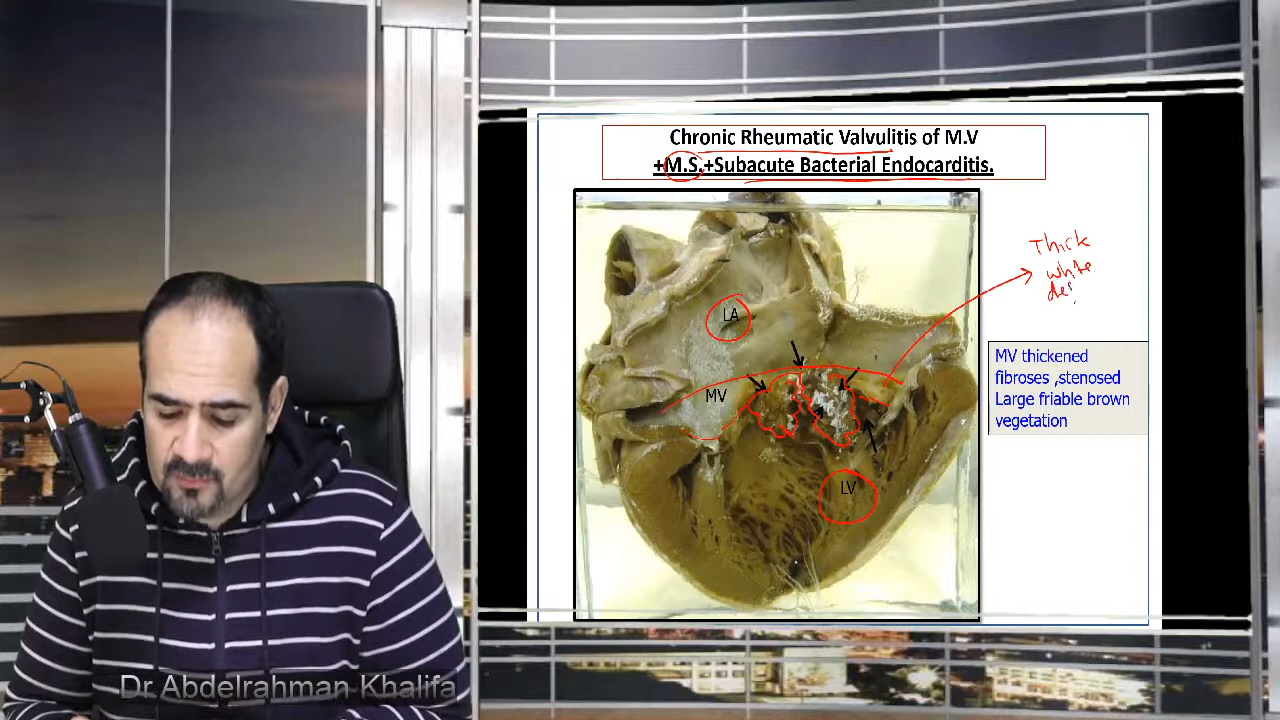 Chronic Rheumatic Valvulitis of M.V
+M.S.+Subacute Bacterial Endocarditis.
LA
MV
LV
Thick
white
MV thickened
fibroses ,stenosed
Large friable brown
vegetation
Dr.Abdelrahman Khalifa